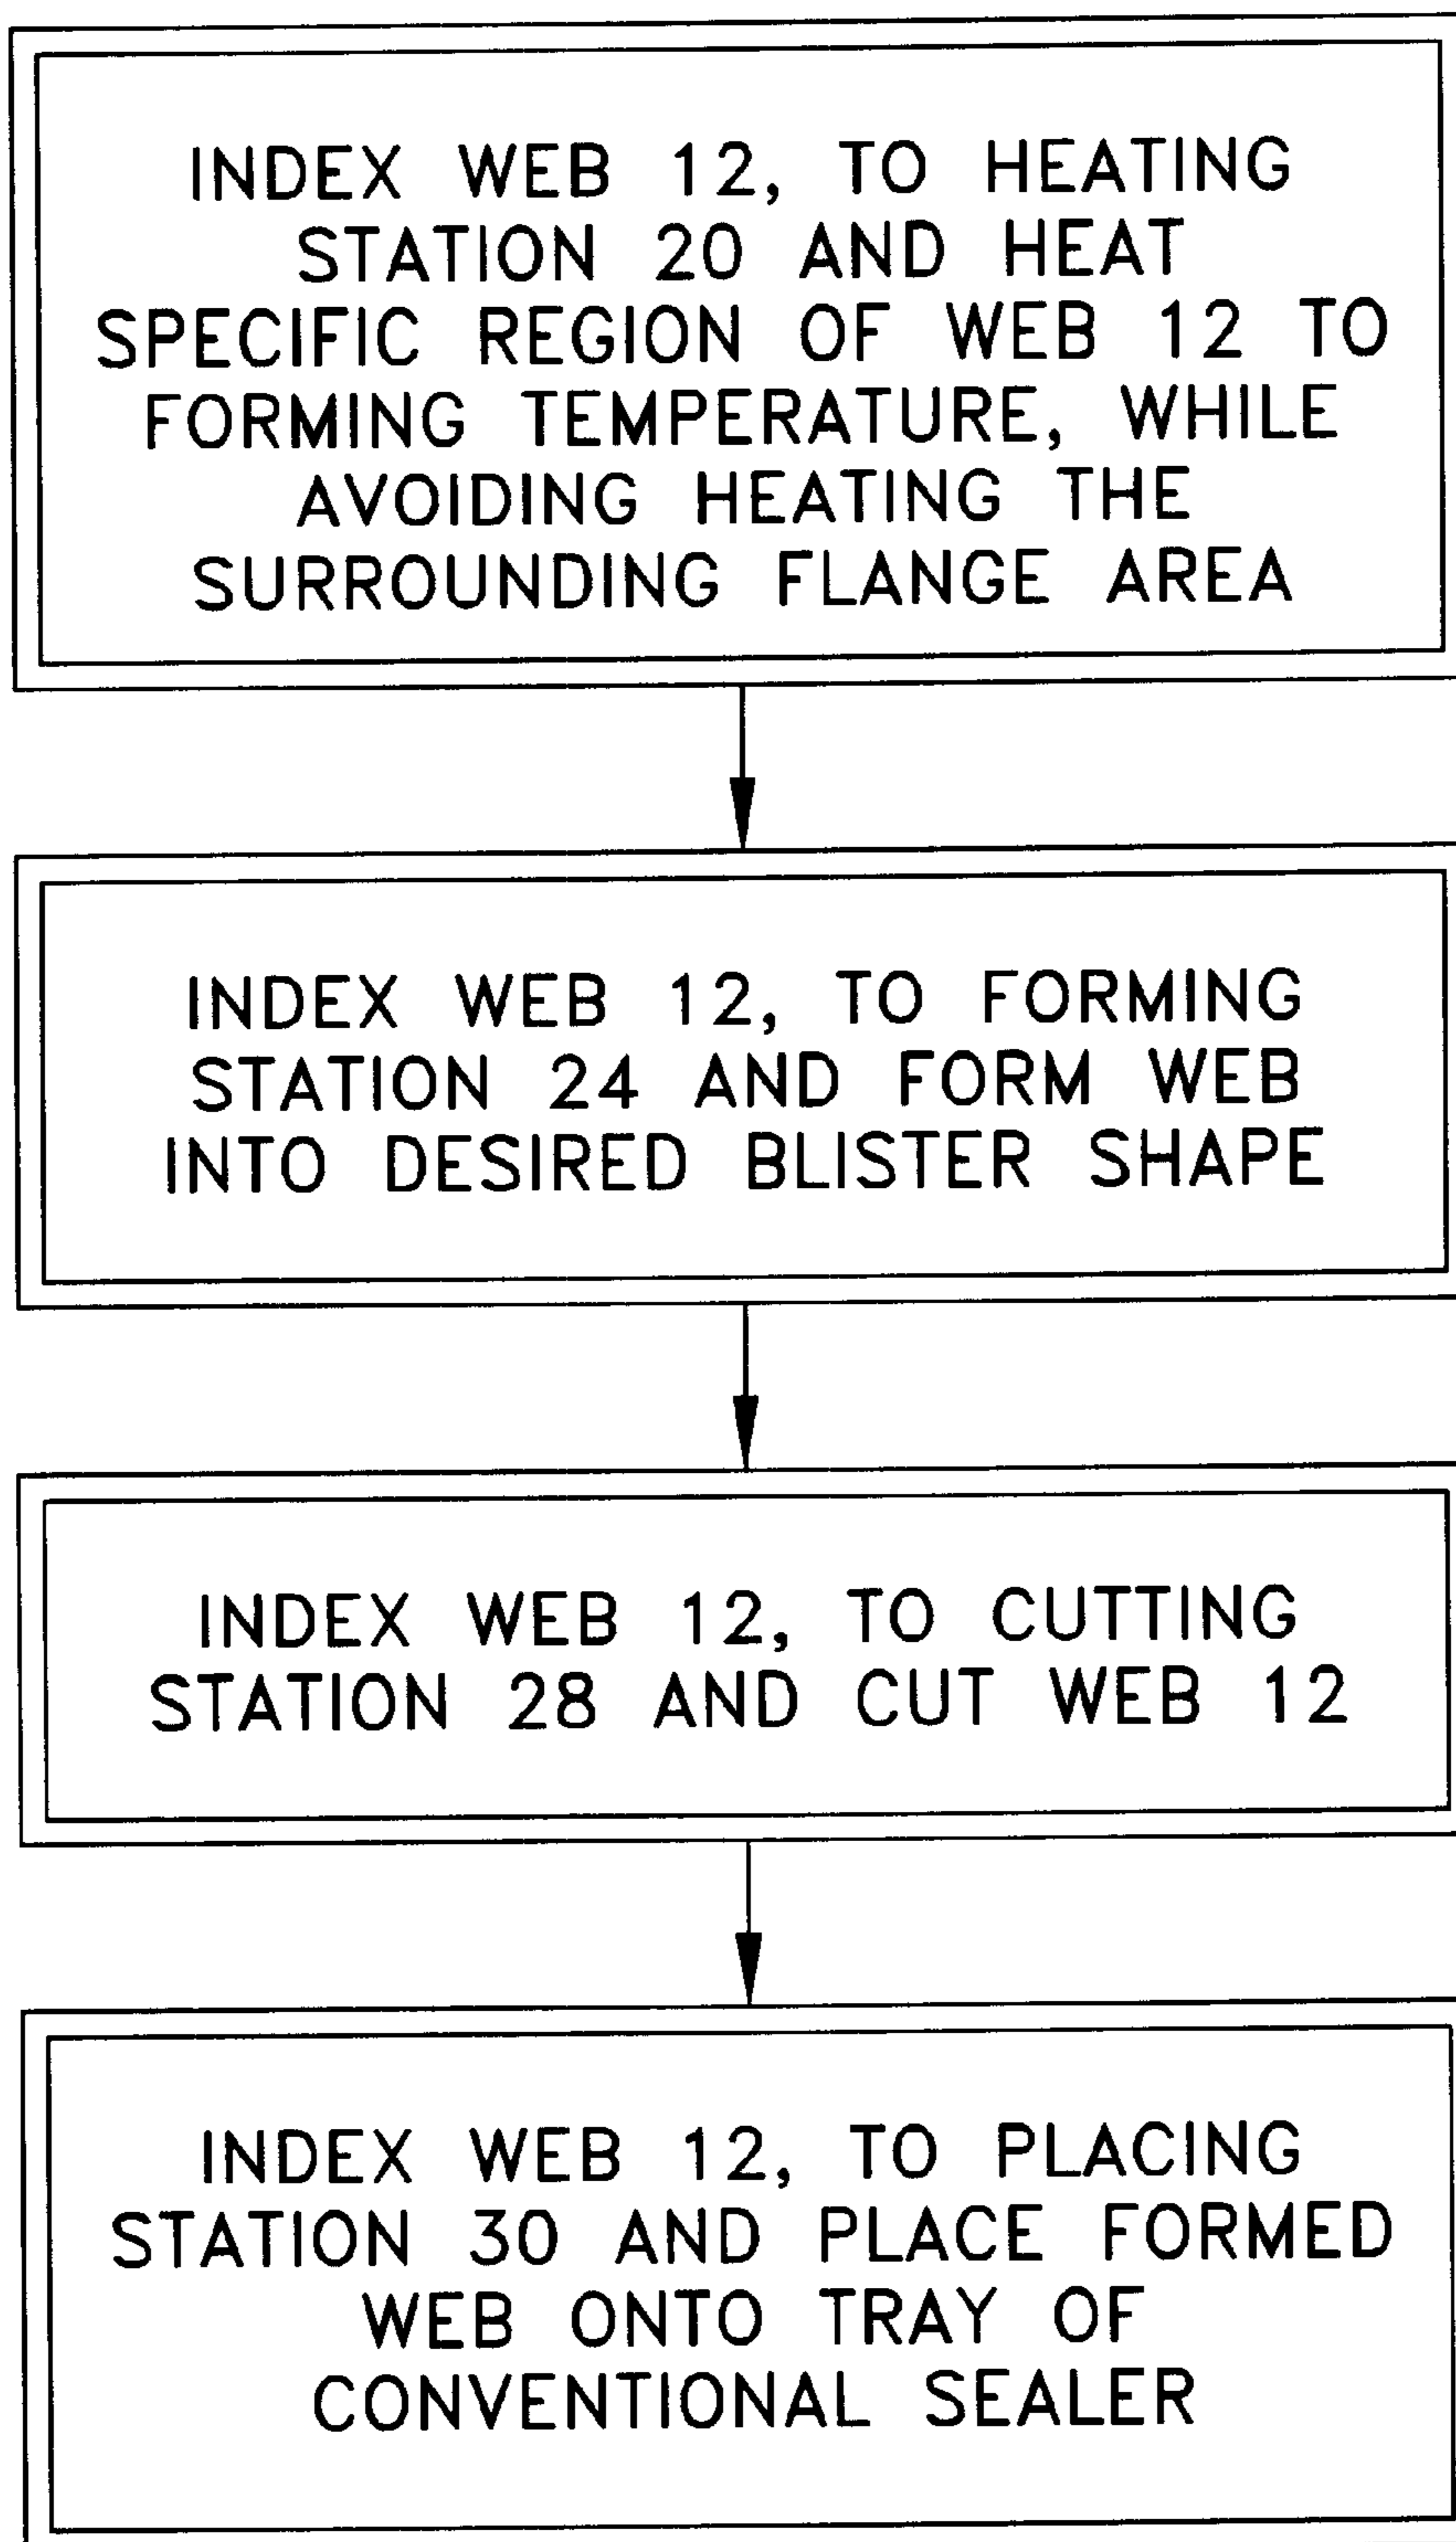 INDEX WEB 12, TO HEATING
STATION 20 AND HEAT
SPECIFIC REGION OF WEB 12 TO
FORMING TEMPERATURE, WHILE
AVOIDING HEATING THE
SURROUNDING FLANGE AREA
INDEX WEB 12, TO FORMING
STATION 24 AND FORM WEB
INTO DESIRED BLISTER SHAPE
INDEX WEB 12, TO CUTTING
STATION 28 AND CUT WEB 12
INDEX WEB 12, TO PLACING
STATION 30 AND PLACE FORMED
WEB ONTO TRAY OF
CONVENTIONAL SEALER